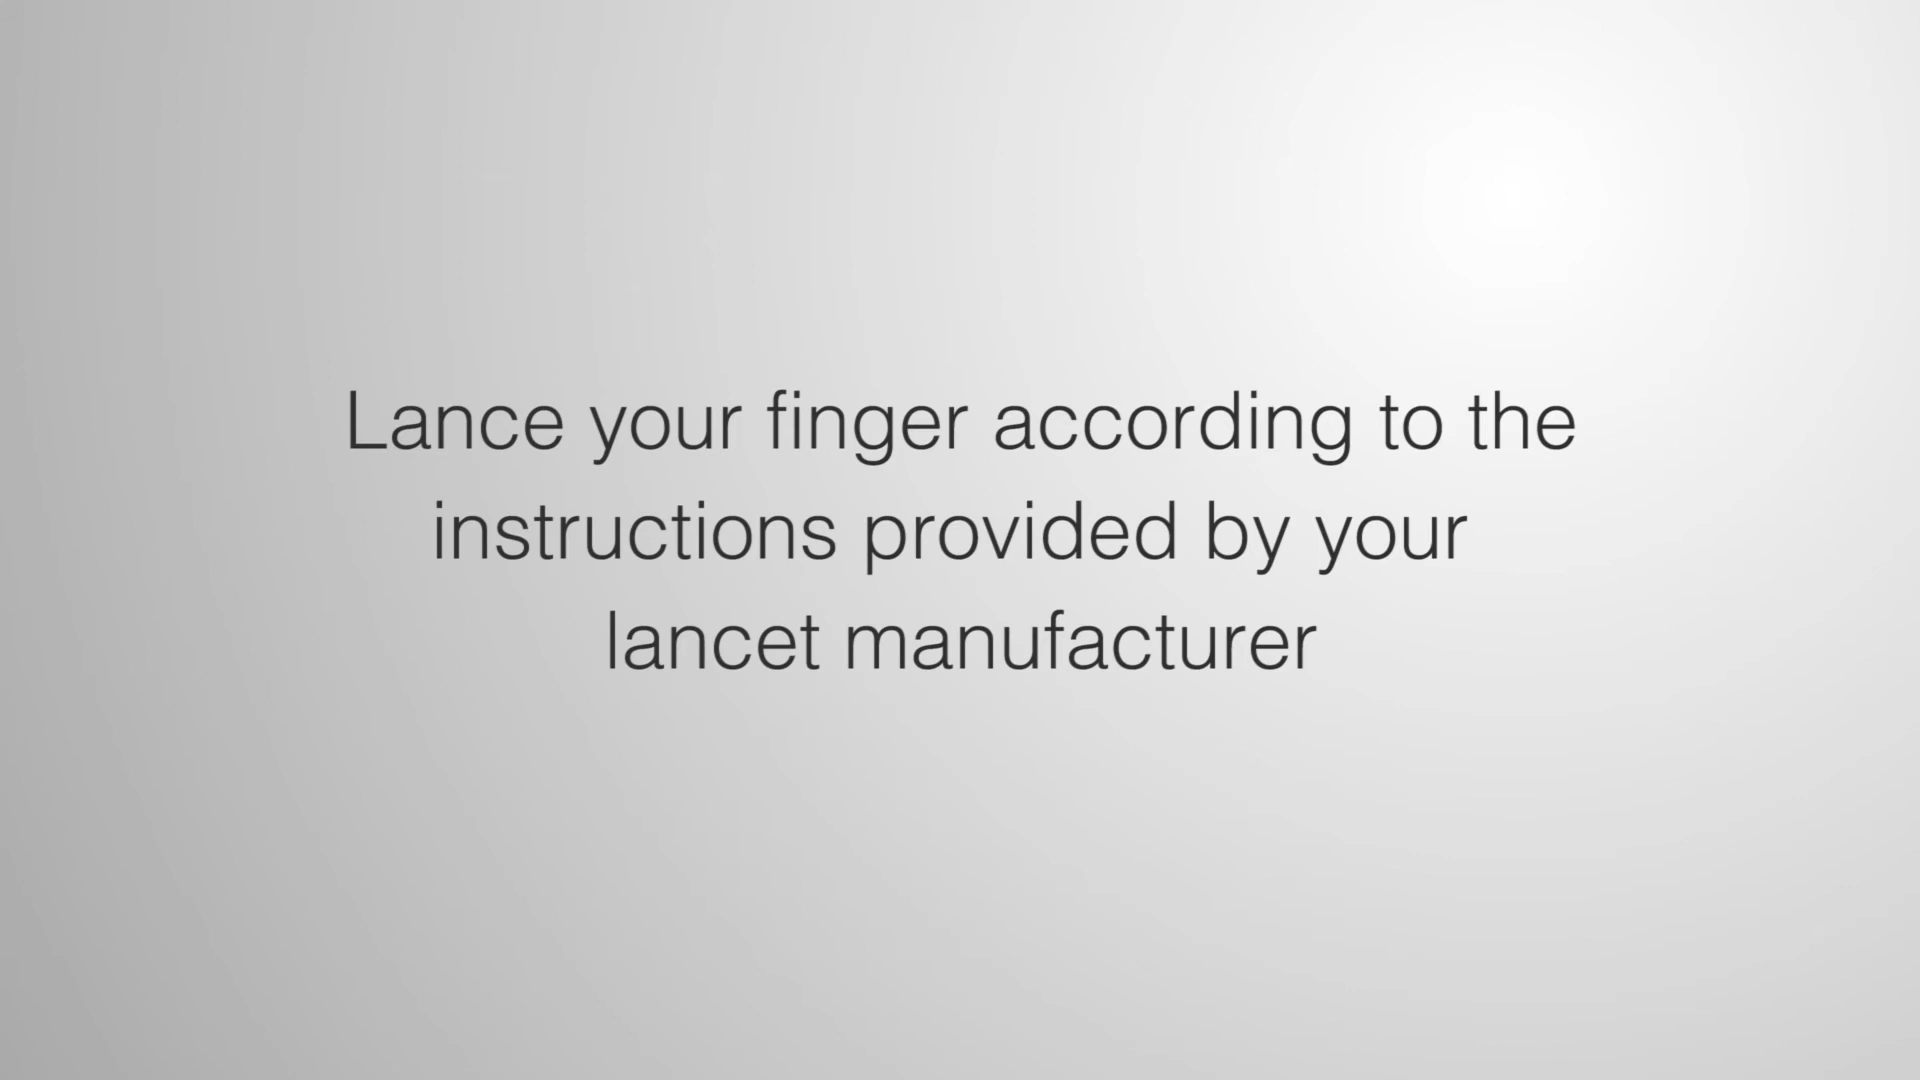 Lance your finger according to the
instructions provided by your
lancet manufacturer